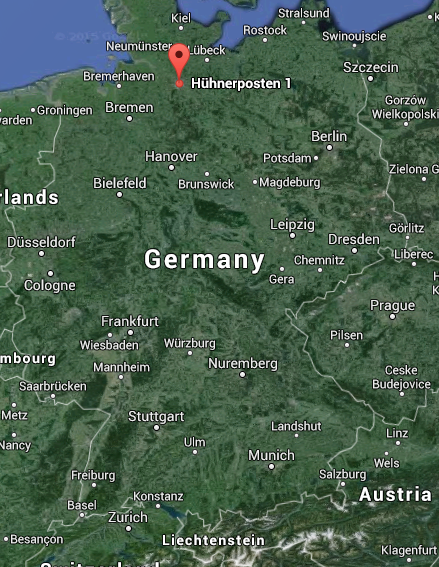 Kiel
Stralsund
Rostock
Swinoujscie
Neumünster
Lübeck
Szczecin
Bremerhaven
Hühnerposten 1
Groningen
Bremen
Gorzów
Wielkopolski
Berlin
Hanover
Potsdam
Zielona G
Bielefeld
Brunswick
Magdeburg
rlands
Leipzig
Görlitz
Düsseldorf
Dresden
Liberec
Germany
Chemnitz
Cologne
Gera
Prague
Frankfurt
Pilsen
Wiesbaden
Würzburg
mbourg
Mannheim
Nuremberg
Ceske
Budejovice
Saarbrücken
Metz
Stuttgart
Landshut
Linz
Nancy
Ulm
Munich
Wels
Freiburg
Salzburg
Konstanz
Austria
Basel
Zurich
Besançon
Liechtenstein
Klagenfurt